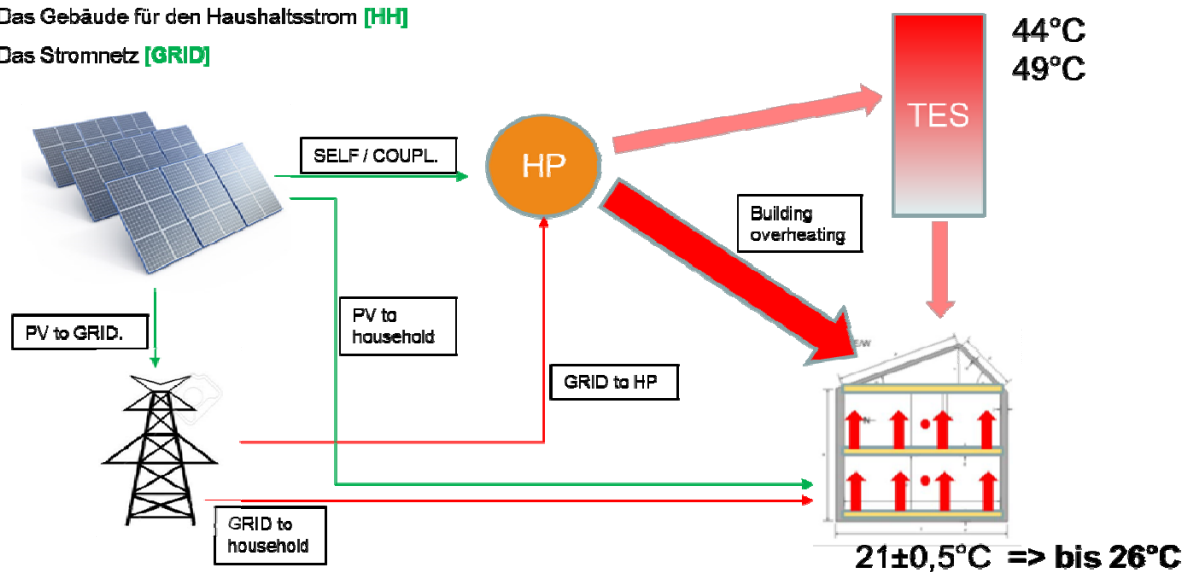 Das Gebäude für den Haushaltsstrom [HH]
Das Stromnetz [GRID]
44°C
49°C
TES
SELF / COUPL.
HP
Building
overheating
PV to GRID.
PV to
household
GRID to HP
E/W
GRID to
household
21±0,5°C => bis 26°C